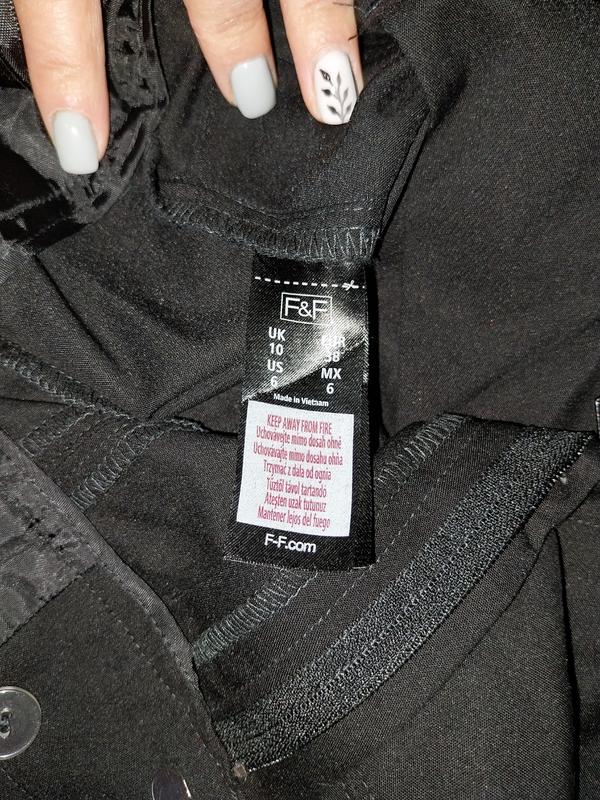 F&F
UK
10
US
6
MX
6
Made in Vietnam
KEEP AWAY FROM FIRE
Uchovávejte mimo dosah ohně
Uchovávajte mimo dosahu ohňa
Trzymać z dala od ognia
Tűztől távol tartandó
Ateşten uzak tutunuz
Mantener lejos del fuego
F-F.com